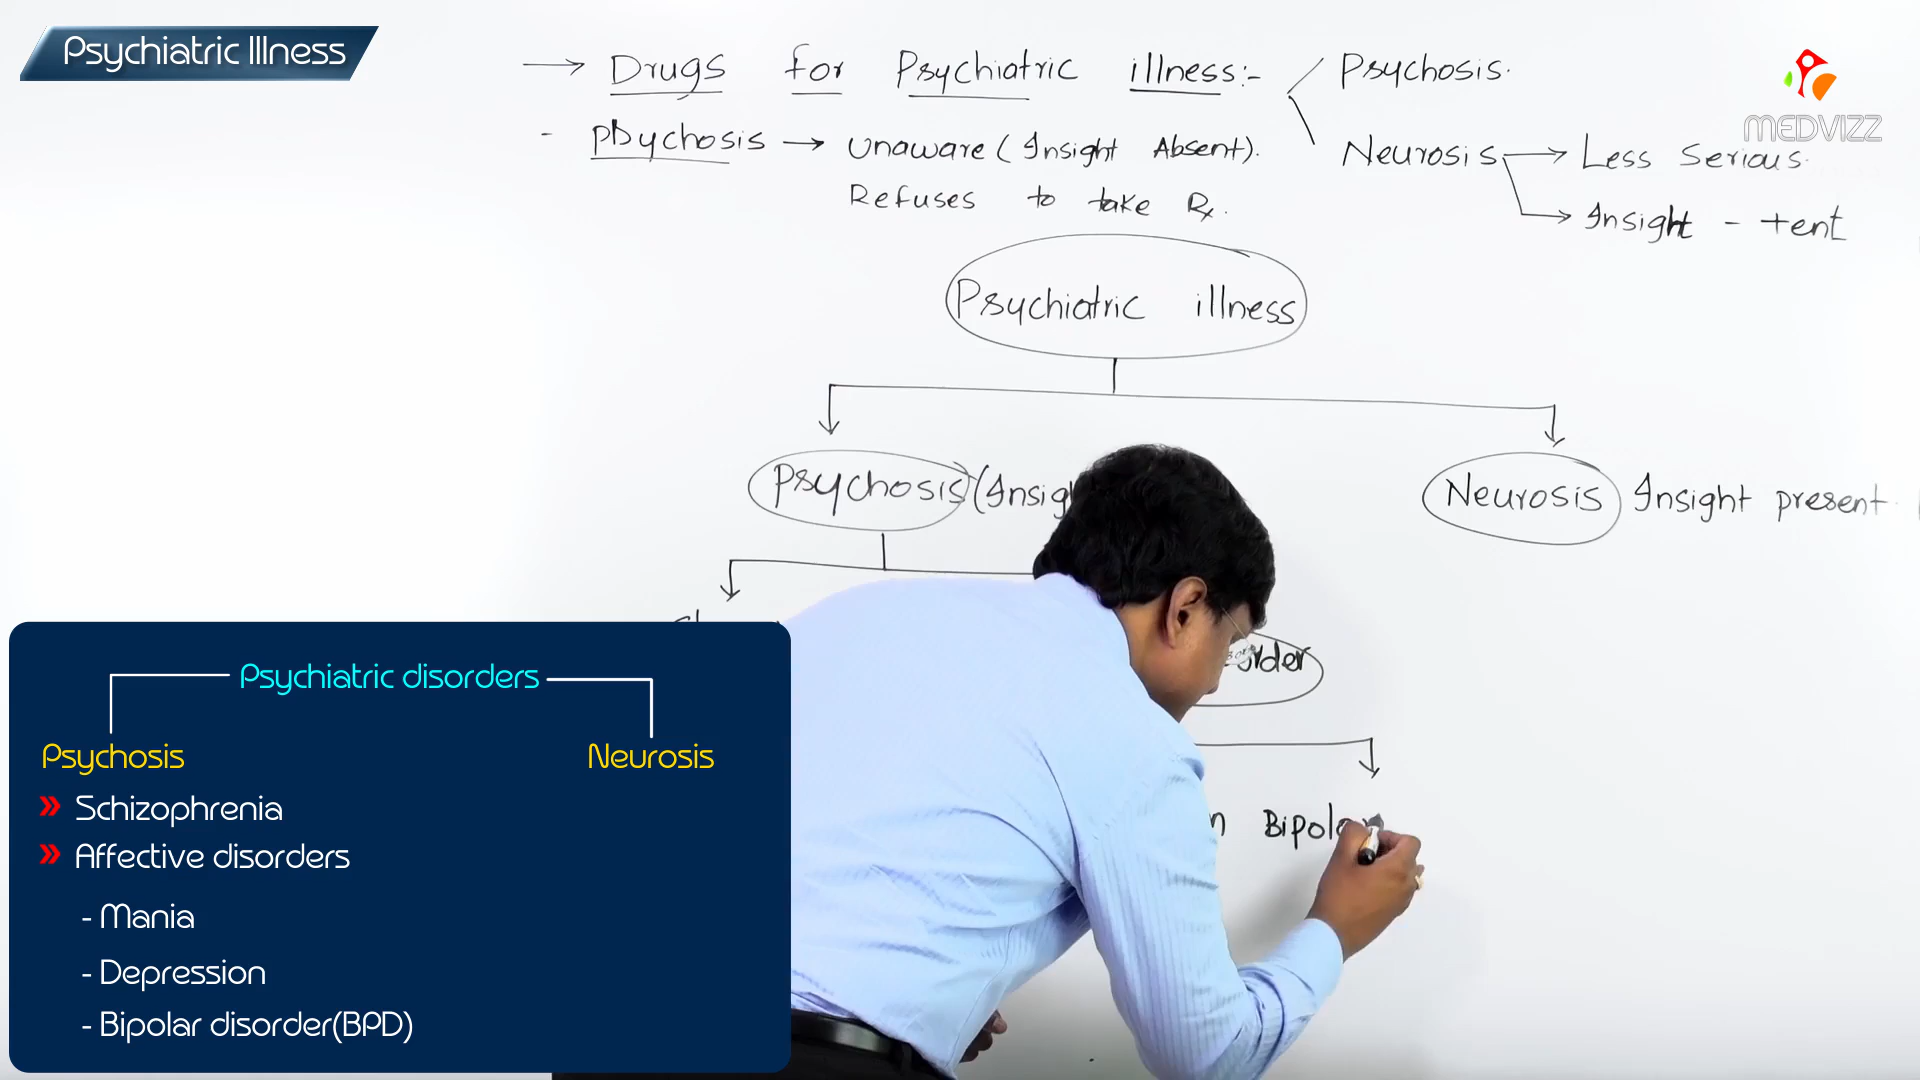 Psychiatric Illness
→ Drugs for Psychiatric illness:-
Psychosis.
MEDVIZZ
- Psychosis → Unaware (Insight Absent).
Neurosis → Less Serious.
Refuses to take Rx.
→ Insight - +ent
Psychiatric illness
Psychosis (Insig
Neurosis Insight present.
order
Bipolar
Psychiatric disorders
Psychosis
Neurosis
» Schizophrenia
» Affective disorders
- Mania
- Depression
- Bipolar disorder(BPD)